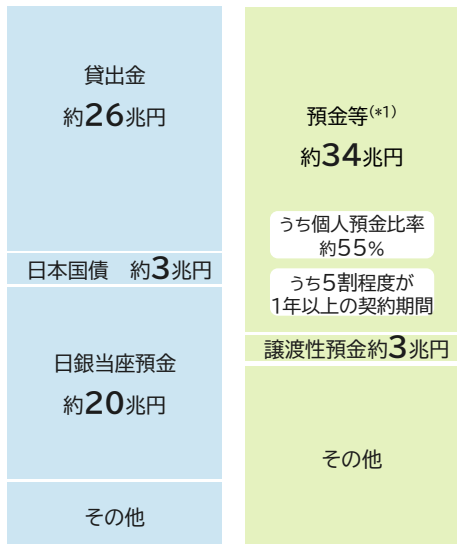 貸出金
約26兆円
日本国債 約3兆円
日銀当座預金
約20兆円
その他
預金等(*1)
約34兆円
うち個人預金比率
約55%
うち5割程度が
1年以上の契約期間
譲渡性預金約3兆円
その他